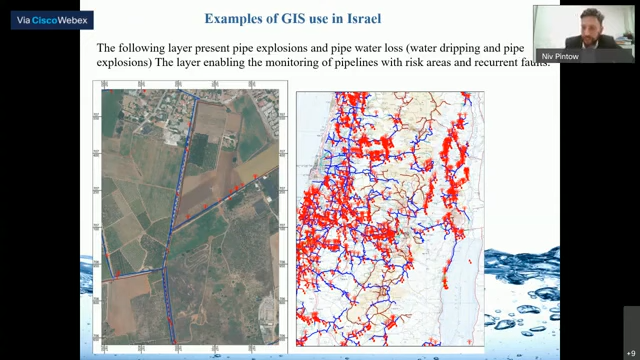 Via Cisco Webex
Examples of GIS use in Israel
The following layer present pipe explosions and pipe water loss (water dripping and pipe
explosions) The layer enabling the monitoring of pipelines with risk areas and recurrent faults.
Niv Pintow
+9